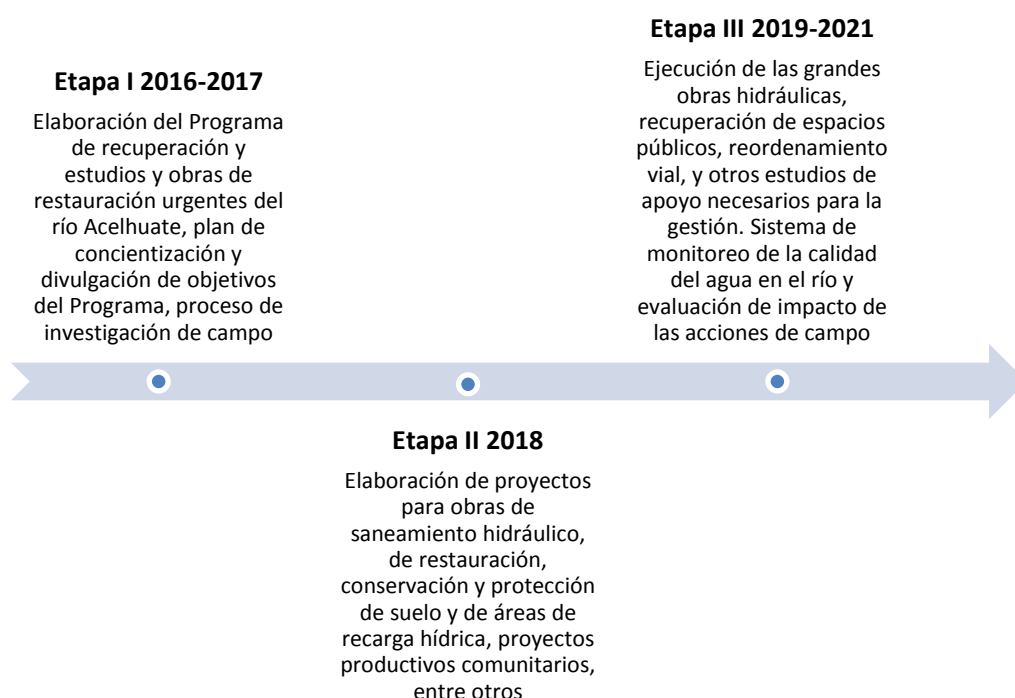 Etapa I 2016-2017
Elaboración del Programa
de recuperación y
estudios y obras de
restauración urgentes del
río Acelhuate, plan de
concientización y
divulgación de objetivos
del Programa, proceso de
investigación de campo
Etapa II 2018
Elaboración de proyectos
para obras de
saneamiento hidráulico,
de restauración,
conservación y protección
de suelo y de áreas de
recarga hídrica, proyectos
productivos comunitarios,
entre otros
Etapa III 2019-2021
Ejecución de las grandes
obras hidráulicas,
recuperación de espacios
públicos, reordenamiento
vial, y otros estudios de
apoyo necesarios para la
gestión. Sistema de
monitoreo de la calidad
del agua en el río y
evaluación de impacto de
las acciones de campo